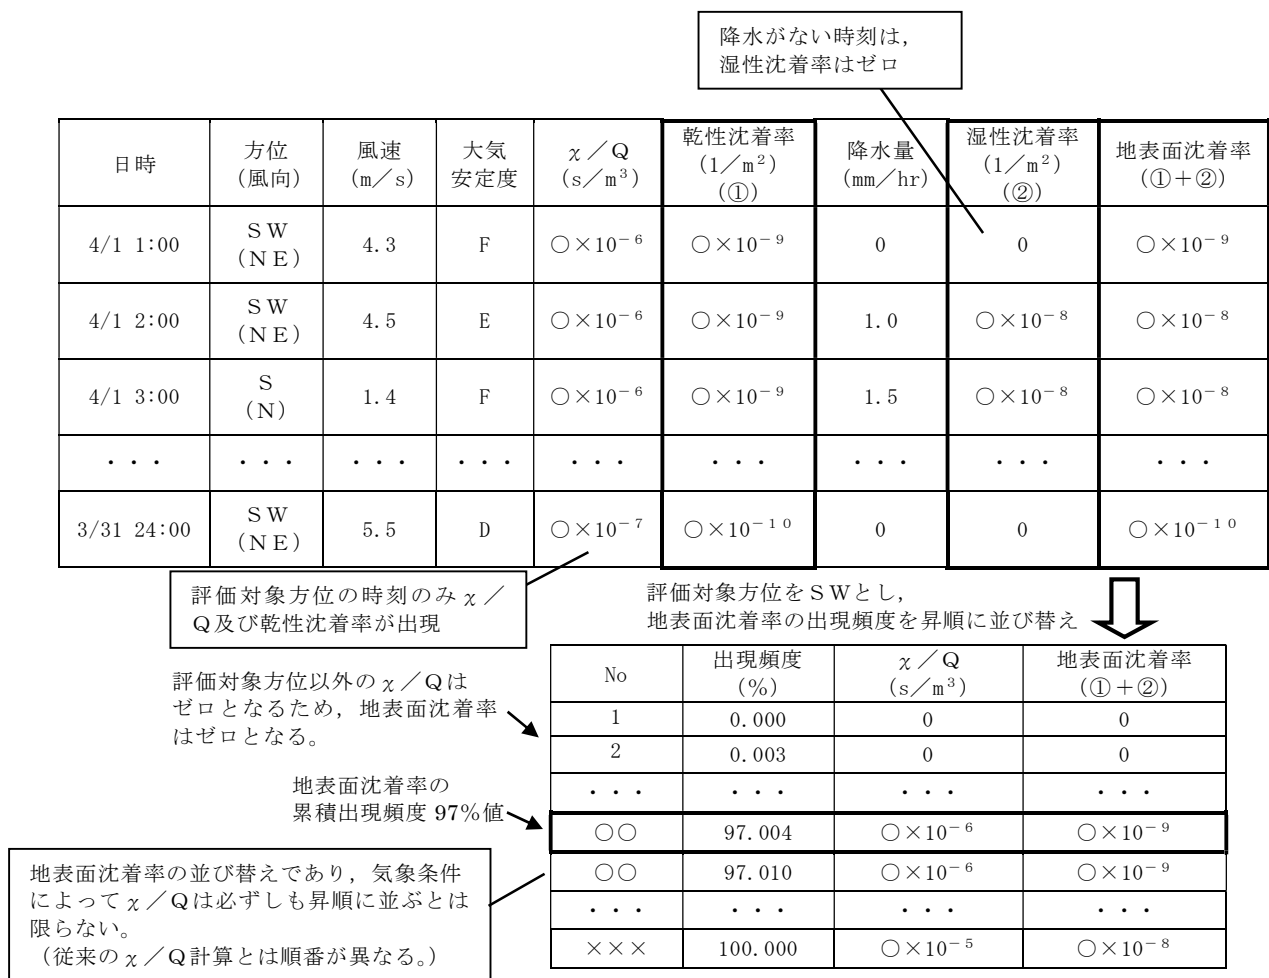 降水がない時刻は，
湿性沈着率はゼロ
日時 方位 (風向) 風速 (m／s) 大気 安定度 χ／Q (s／m³) 乾性沈着率 (1／m²) (①) 降水量 (mm／hr) 湿性沈着率 (1／m²) (②) 地表面沈着率 (①＋②)
4/1 1:00 ＳＷ (ＮＥ) 4.3 F ○×10⁻⁶ ○×10⁻⁹ 0 0 ○×10⁻⁹
4/1 2:00 ＳＷ (ＮＥ) 4.5 E ○×10⁻⁶ ○×10⁻⁹ 1.0 ○×10⁻⁸ ○×10⁻⁸
4/1 3:00 Ｓ (Ｎ) 1.4 F ○×10⁻⁶ ○×10⁻⁹ 1.5 ○×10⁻⁸ ○×10⁻⁸
・・・ ・・・ ・・・ ・・・ ・・・ ・・・ ・・・ ・・・ ・・・
3/31 24:00 ＳＷ (ＮＥ) 5.5 D ○×10⁻⁷ ○×10⁻¹⁰ 0 0 ○×10⁻¹⁰
評価対象方位の時刻のみχ／
Q及び乾性沈着率が出現
評価対象方位をＳＷとし，
地表面沈着率の出現頻度を昇順に並び替え
評価対象方位以外のχ／Qは
ゼロとなるため，地表面沈着率
はゼロとなる。
地表面沈着率の
累積出現頻度 97％値
地表面沈着率の並び替えであり，気象条件
によってχ／Qは必ずしも昇順に並ぶとは
限らない。
（従来のχ／Q計算とは順番が異なる。）
No 出現頻度 (%) χ／Q (s／m³) 地表面沈着率 (①＋②)
1 0.000 0 0
2 0.003 0 0
・・・ ・・・ ・・・ ・・・
○○ 97.004 ○×10⁻⁶ ○×10⁻⁹
○○ 97.010 ○×10⁻⁶ ○×10⁻⁹
・・・ ・・・ ・・・ ・・・
××× 100.000 ○×10⁻⁵ ○×10⁻⁸